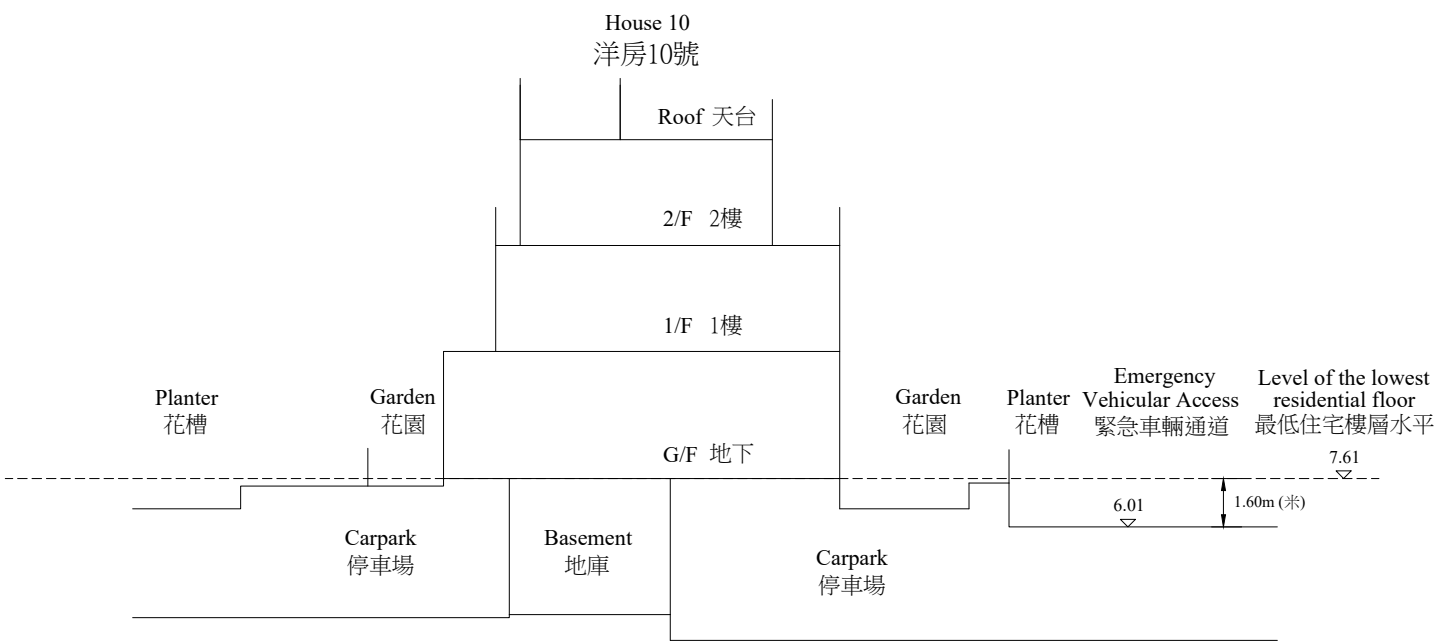 House 10
洋房10號
Roof 天台
2/F 2樓
1/F 1樓
Planter
花槽
Garden
花園
G/F 地下
Garden
花園
Planter
花槽
Emergency
Vehicular Access
緊急車輛通道
Level of the lowest
residential floor
最低住宅樓層水平
7.61
6.01
1.60m (米)
Carpark
停車場
Basement
地庫
Carpark
停車場